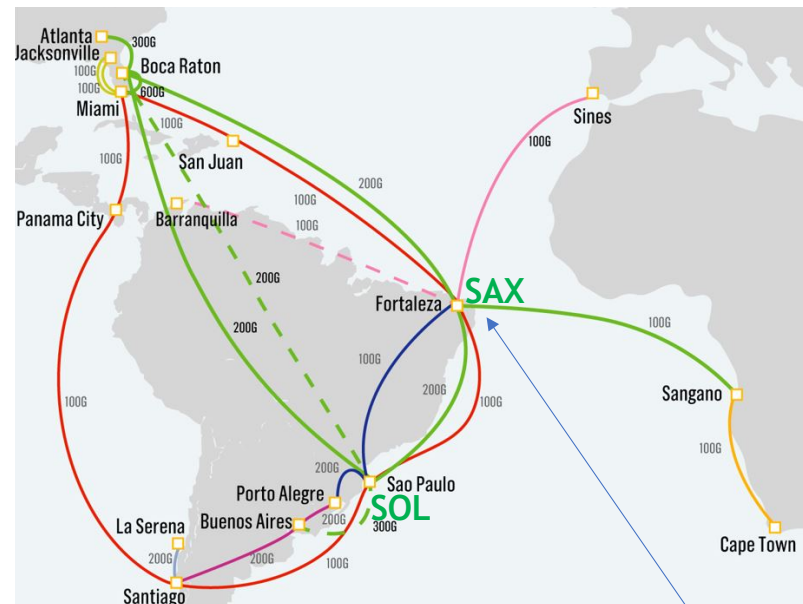 Atlanta
300G
Jacksonville
100G
Boca Raton
100G
600G
Miami
100G
Sines
San Juan
100G
100G
200G
100G
100G
Panama City
Barranquilla
200G
Fortaleza
SAX
200G
100G
100G
100G
200G
100G
Sangano
100G
200G
Sao Paulo
Porto Alegre
SOL
Buenos Aires
200G
300G
La Serena
100G
200G
Cape Town
Santiago